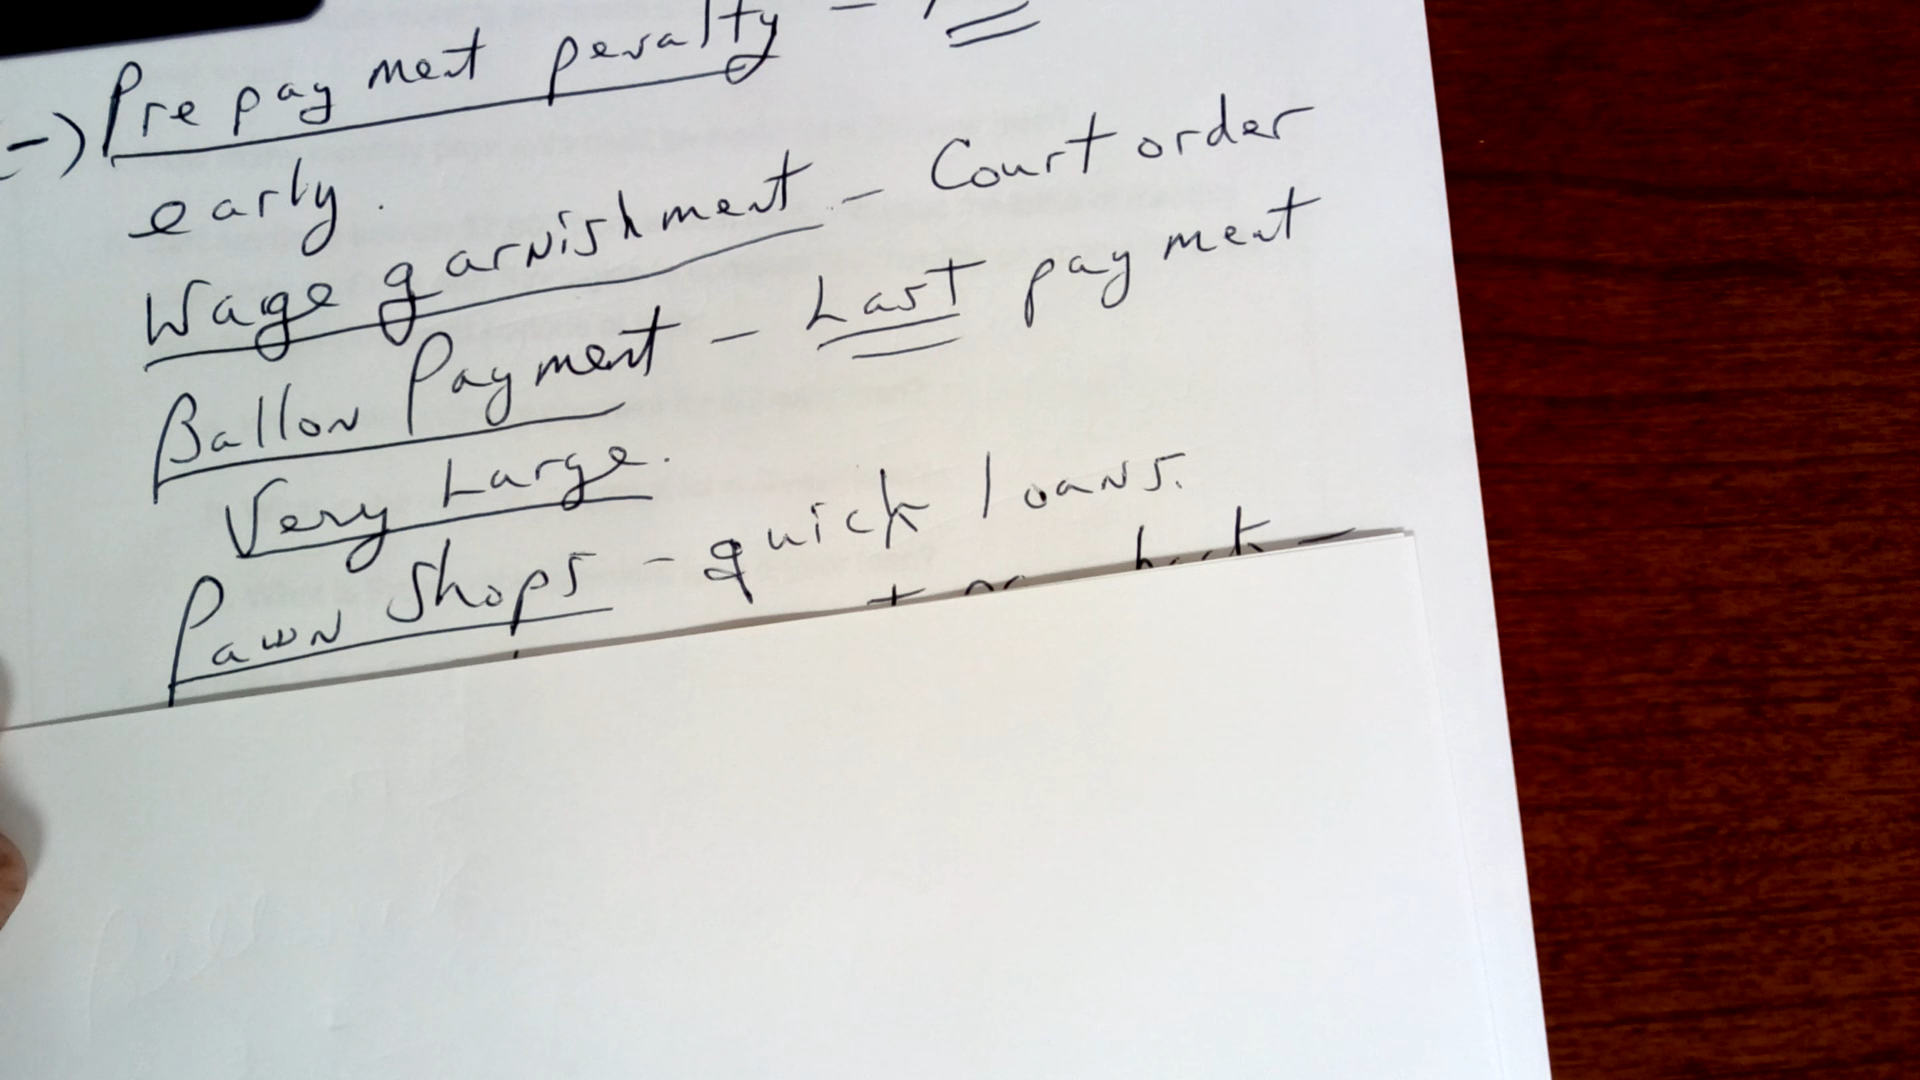 -) Prepayment penalty -
early.
Wage garnishment - Court order
Ballon Payment - Last payment
Very Large.
Pawn Shops - quick loans.